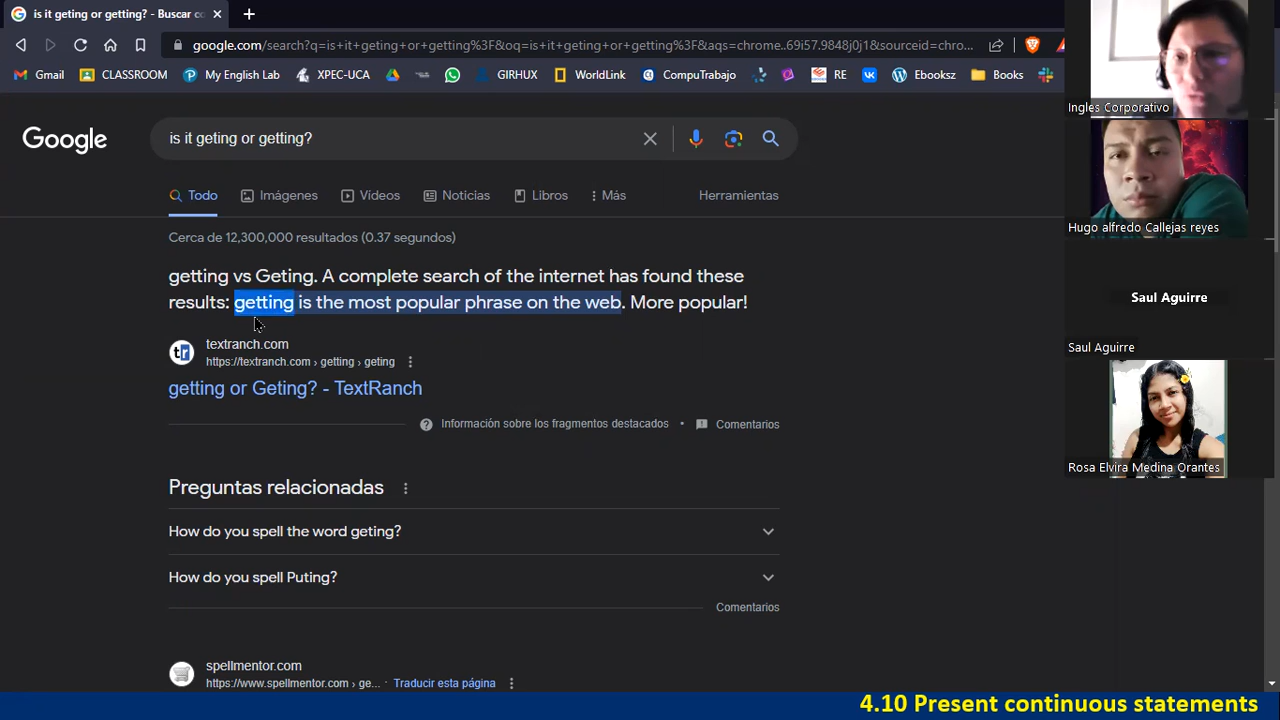 is it geting or getting? - Buscar co
google.com/search?q=is+it+geting+or+getting%3F&oq=is+it+geting+or+getting%3F&aqs=chrome..69i57.9848j0j1&sourceid=chro...
Gmail CLASSROOM My English Lab XPEC-UCA GIRHUX WorldLink CompuTrabajo RE Ebooksz Books
Google
is it geting or getting?
Todo Imágenes Vídeos Noticias Libros Más Herramientas
Cerca de 12,300,000 resultados (0.37 segundos)
getting vs Geting. A complete search of the internet has found these
results: getting is the most popular phrase on the web. More popular!
textranch.com
https://textranch.com › getting › geting
getting or Geting? - TextRanch
Información sobre los fragmentos destacados • Comentarios
Preguntas relacionadas
How do you spell the word geting?
How do you spell Puting?
Comentarios
spellmentor.com
https://www.spellmentor.com › ge... · Traducir esta página
Ingles Corporativo
Hugo alfredo Callejas reyes
Saul Aguirre
Saul Aguirre
Rosa Elvira Medina Orantes
4.10 Present continuous statements